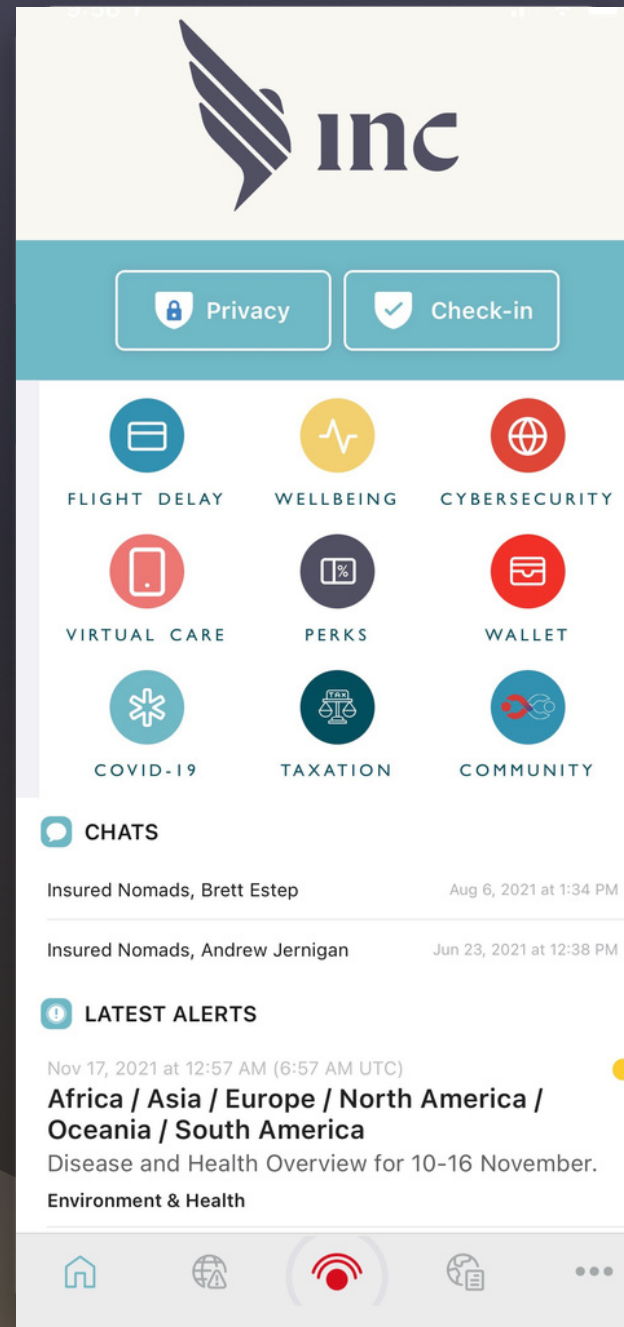 ınc
Privacy
Check-in
FLIGHT DELAY
WELLBEING
CYBERSECURITY
%
VIRTUAL CARE
PERKS
WALLET
TAX
COVID-19
TAXATION
COMMUNITY
CHATS
Insured Nomads, Brett Estep
Aug 6, 2021 at 1:34 PM
Insured Nomads, Andrew Jernigan
Jun 23, 2021 at 12:38 PM
LATEST ALERTS
Nov 17, 2021 at 12:57 AM (6:57 AM UTC)
Africa / Asia / Europe / North America /
Oceania / South America
Disease and Health Overview for 10-16 November.
Environment & Health